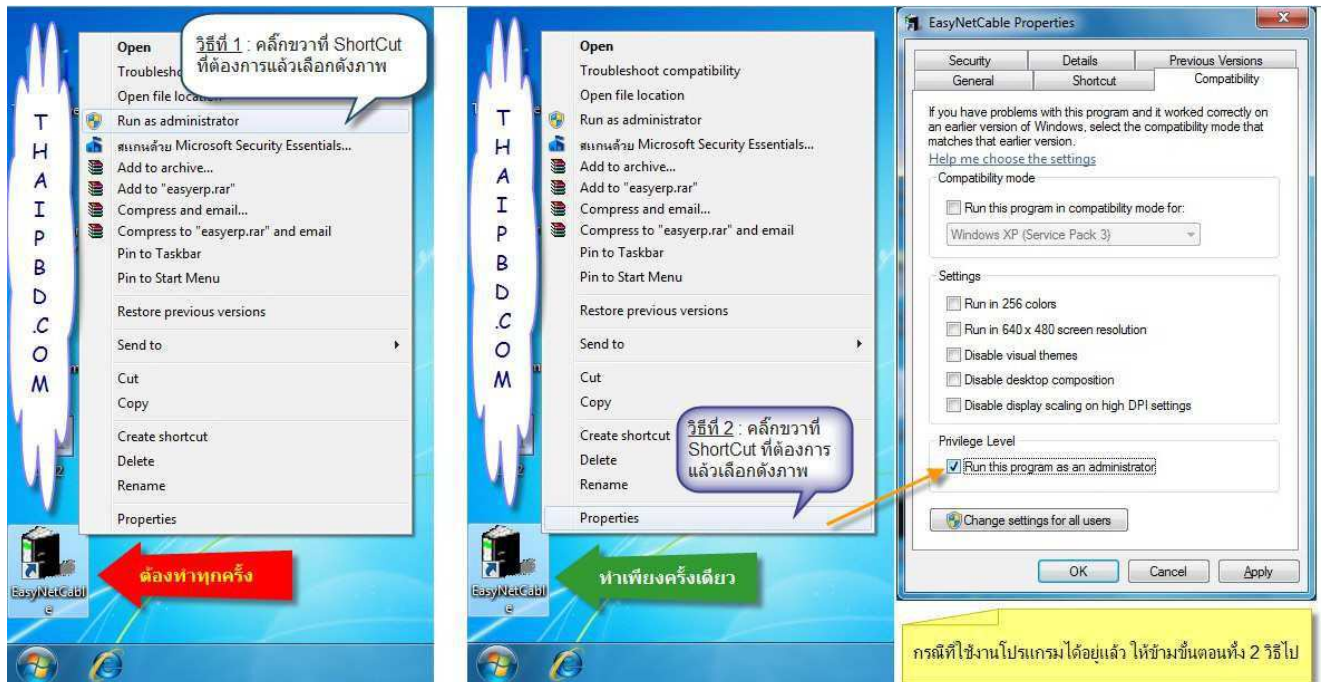 วิธีที่ 1 : คลิ๊กขวาที่ ShortCut
ที่ต้องการแล้วเลือกดังภาพ
Open
Open file
Run as administrator
สแกนด้วย Microsoft Security Essentials...
Add to archive...
Add to "easyerp.rar"
Compress and email...
Compress to "easyerp.rar" and email
Pin to Taskbar
Pin to Start Menu
Restore previous versions
Send to
Cut
Copy
Create shortcut
Delete
Rename
Properties
THAIPBD.COM
EasyNetCabl
e
ต้องทำทุกครั้ง
Open
Troubleshoot compatibility
Open file location
Run as administrator
สแกนด้วย Microsoft Security Essentials...
Add to archive...
Add to "easyerp.rar"
Compress and email...
Compress to "easyerp.rar" and email
Pin to Taskbar
Pin to Start Menu
Restore previous versions
Send to
Cut
Copy
Create shortcut
Delete
Rename
Properties
THAIPBD.COM
วิธีที่ 2 : คลิ๊กขวาที่
ShortCut ที่ต้องการ
แล้วเลือกดังภาพ
EasyNetCabl
e
ทำเพียงครั้งเดียว
EasyNetCable Properties
Security Details Previous Versions
General Shortcut Compatibility
If you have problems with this program and it worked correctly on
an earlier version of Windows, select the compatibility mode that
matches that earlier version.
Help me choose the settings
Compatibility mode
Run this program in compatibility mode for:
Windows XP (Service Pack 3)
Settings
Run in 256 colors
Run in 640 x 480 screen resolution
Disable visual themes
Disable desktop composition
Disable display scaling on high DPI settings
Privilege Level
Run this program as an administrator
Change settings for all users
OK Cancel Apply
กรณีที่ใช้งานโปรแกรมได้อยู่แล้ว ให้ข้ามขั้นตอนทั้ง 2 วิธีไป